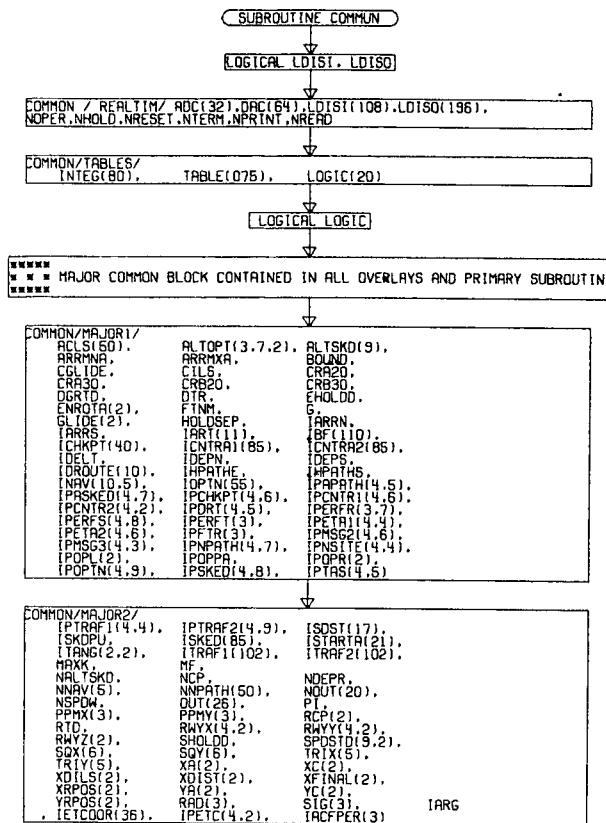 SUBROUTINE COMMUN
LOGICAL LDISI, LDISO
COMMON / REALTIM/ ADC(32),DAC(64),LDISI(108),LDISO(196),
NOPER,NHOLD,NRESET,NTERM,NPRINT,NREAD
COMMON/TABLES/
INTEG(80), TABLE(075), LOGIC(20)
LOGICAL LOGIC
MAJOR COMMON BLOCK CONTAINED IN ALL OVERLAYS AND PRIMARY SUBROUTIN
COMMON/MAJOR1/
ACLS(50), ALTOPT(3,7,2), ALTSKD(9),
ARRMNA, ARRMXA, BOUND,
CGLIDE, CILS, CRA20,
CRA30, CRB20, CRB30,
DGRTD, DTR, EHOLDD,
ENROTA(2), FTNM, G,
GLIDE(2), HOLDSEP, IARRN,
IARRS, IART(11), IBF(110),
ICHKPT(40), ICNTRA1(85), ICNTRA2(85),
IDELT, IDEPN, IDEPS,
IDROUTE(10), IHPATHE, IHPATHS,
INAV(10,5), IOPTN(55), IPAPATH(4,5),
IPASKED(4,7), IPCHKPT(4,6), IPCNTR1(4,6),
IPCNTR2(4,2), IPDRT(4,5), IPERFR(3,7),
IPERFS(4,8), IPERFT(3), IPETA1(4,4),
IPETA2(4,6), IPFTR(3), IPMSG2(4,6),
IPMSG3(4,3), IPNPATH(4,7), IPNSITE(4,4),
IPOPL(2), IPOPPA, IPOPR(2),
IPOPTN(4,9), IPSKED(4,8), IPTAS(4,5)
COMMON/MAJOR2/
IPTRAF1(4,4), IPTRAF2(4,9), ISDST(17),
ISKDPU, ISKED(85), ISTARTA(21),
ITANG(2,2), ITRAF1(102), ITRAF2(102),
MAXK, MF,
NALTSKD, NCP, NDEPR,
NNAV(5), NNPATH(50), NOUT(20),
NSPDW, OUT(26), PI,
PPMX(3), PPMY(3), RCP(2),
RTD, RWYX(4,2), RWYY(4,2),
RWYZ(2), SHOLDD, SPDSTD(9,2),
SQX(6), SQY(6), TRIX(5),
TRIY(5), XA(2), XC(2),
XDILS(2), XDIST(2), XFINAL(2),
XRPOS(2), YA(2), YC(2),
YRPOS(2), RAD(3), SIG(3), IARG
, IETCOOR(36), IPETC(4,2), IACFPER(3)